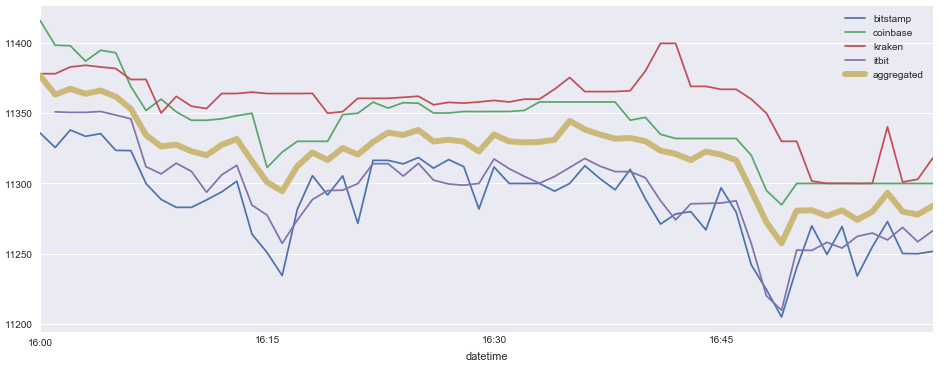 11400
11350
11300
11250
11200
16:00
16:15
16:30
16:45
datetime
bitstamp
coinbase
kraken
itbit
aggregated